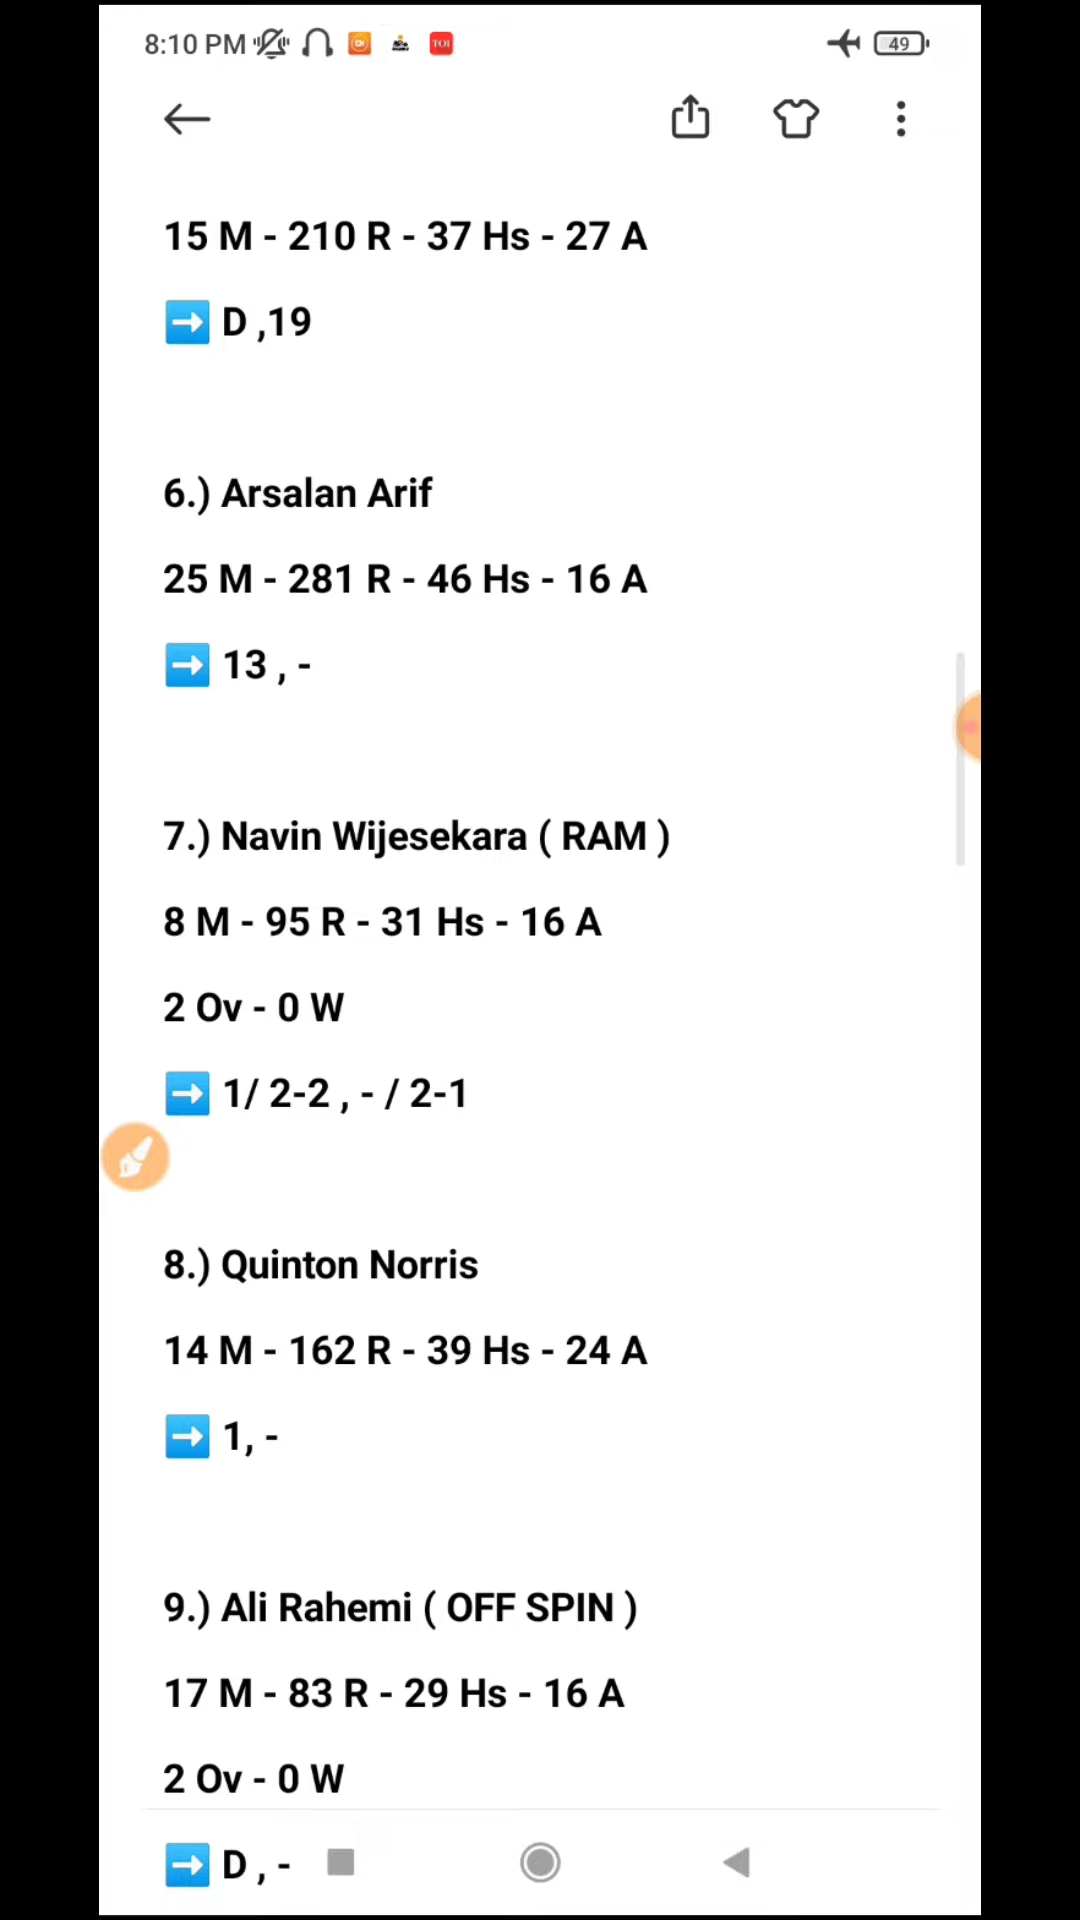 8:10 PM TOI 49
15 M - 210 R - 37 Hs - 27 A
➡ D ,19
6.) Arsalan Arif
25 M - 281 R - 46 Hs - 16 A
➡ 13 , -
7.) Navin Wijesekara ( RAM )
8 M - 95 R - 31 Hs - 16 A
2 Ov - 0 W
➡ 1/ 2-2 , - / 2-1
8.) Quinton Norris
14 M - 162 R - 39 Hs - 24 A
➡ 1, -
9.) Ali Rahemi ( OFF SPIN )
17 M - 83 R - 29 Hs - 16 A
2 Ov - 0 W
➡ D , -